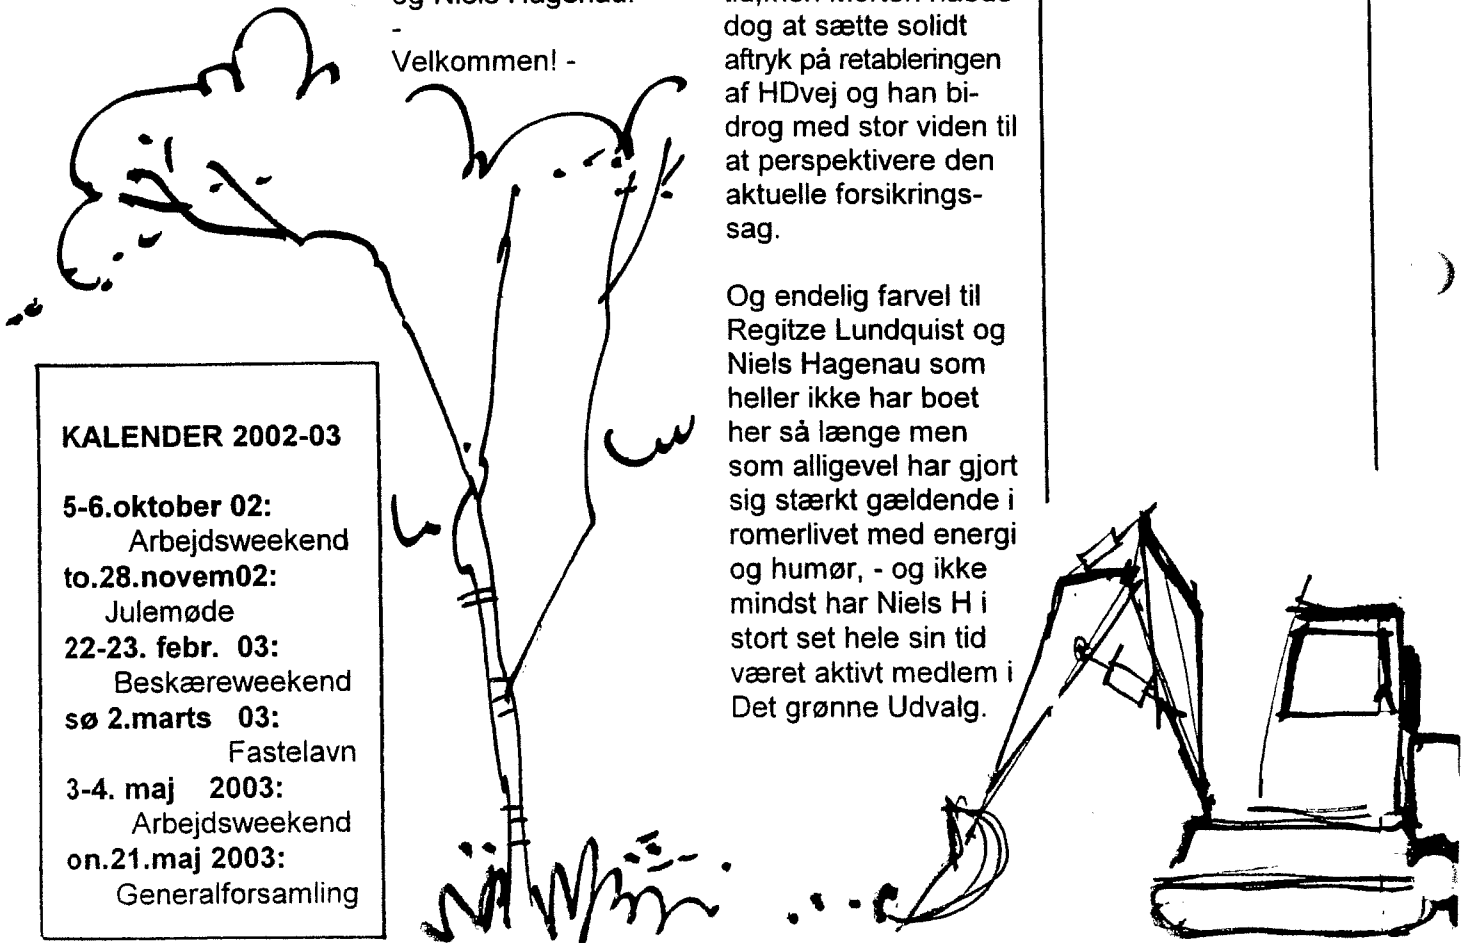 Velkommen! -
KALENDER 2002-03
5-6.oktober 02:
Arbejdsweekend
to.28.novem02:
Julemøde
22-23. febr. 03:
Beskæreweekend
sø 2.marts 03:
Fastelavn
3-4. maj 2003:
Arbejdsweekend
on.21.maj 2003:
Generalforsamling
dog at sætte solidt
aftryk på retableringen
af HDvej og han bi-
drog med stor viden til
at perspektivere den
aktuelle forsikrings-
sag.
Og endelig farvel til
Regitze Lundquist og
Niels Hagenau som
heller ikke har boet
her så længe men
som alligevel har gjort
sig stærkt gældende i
romerlivet med energi
og humør, - og ikke
mindst har Niels H i
stort set hele sin tid
været aktivt medlem i
Det grønne Udvalg.